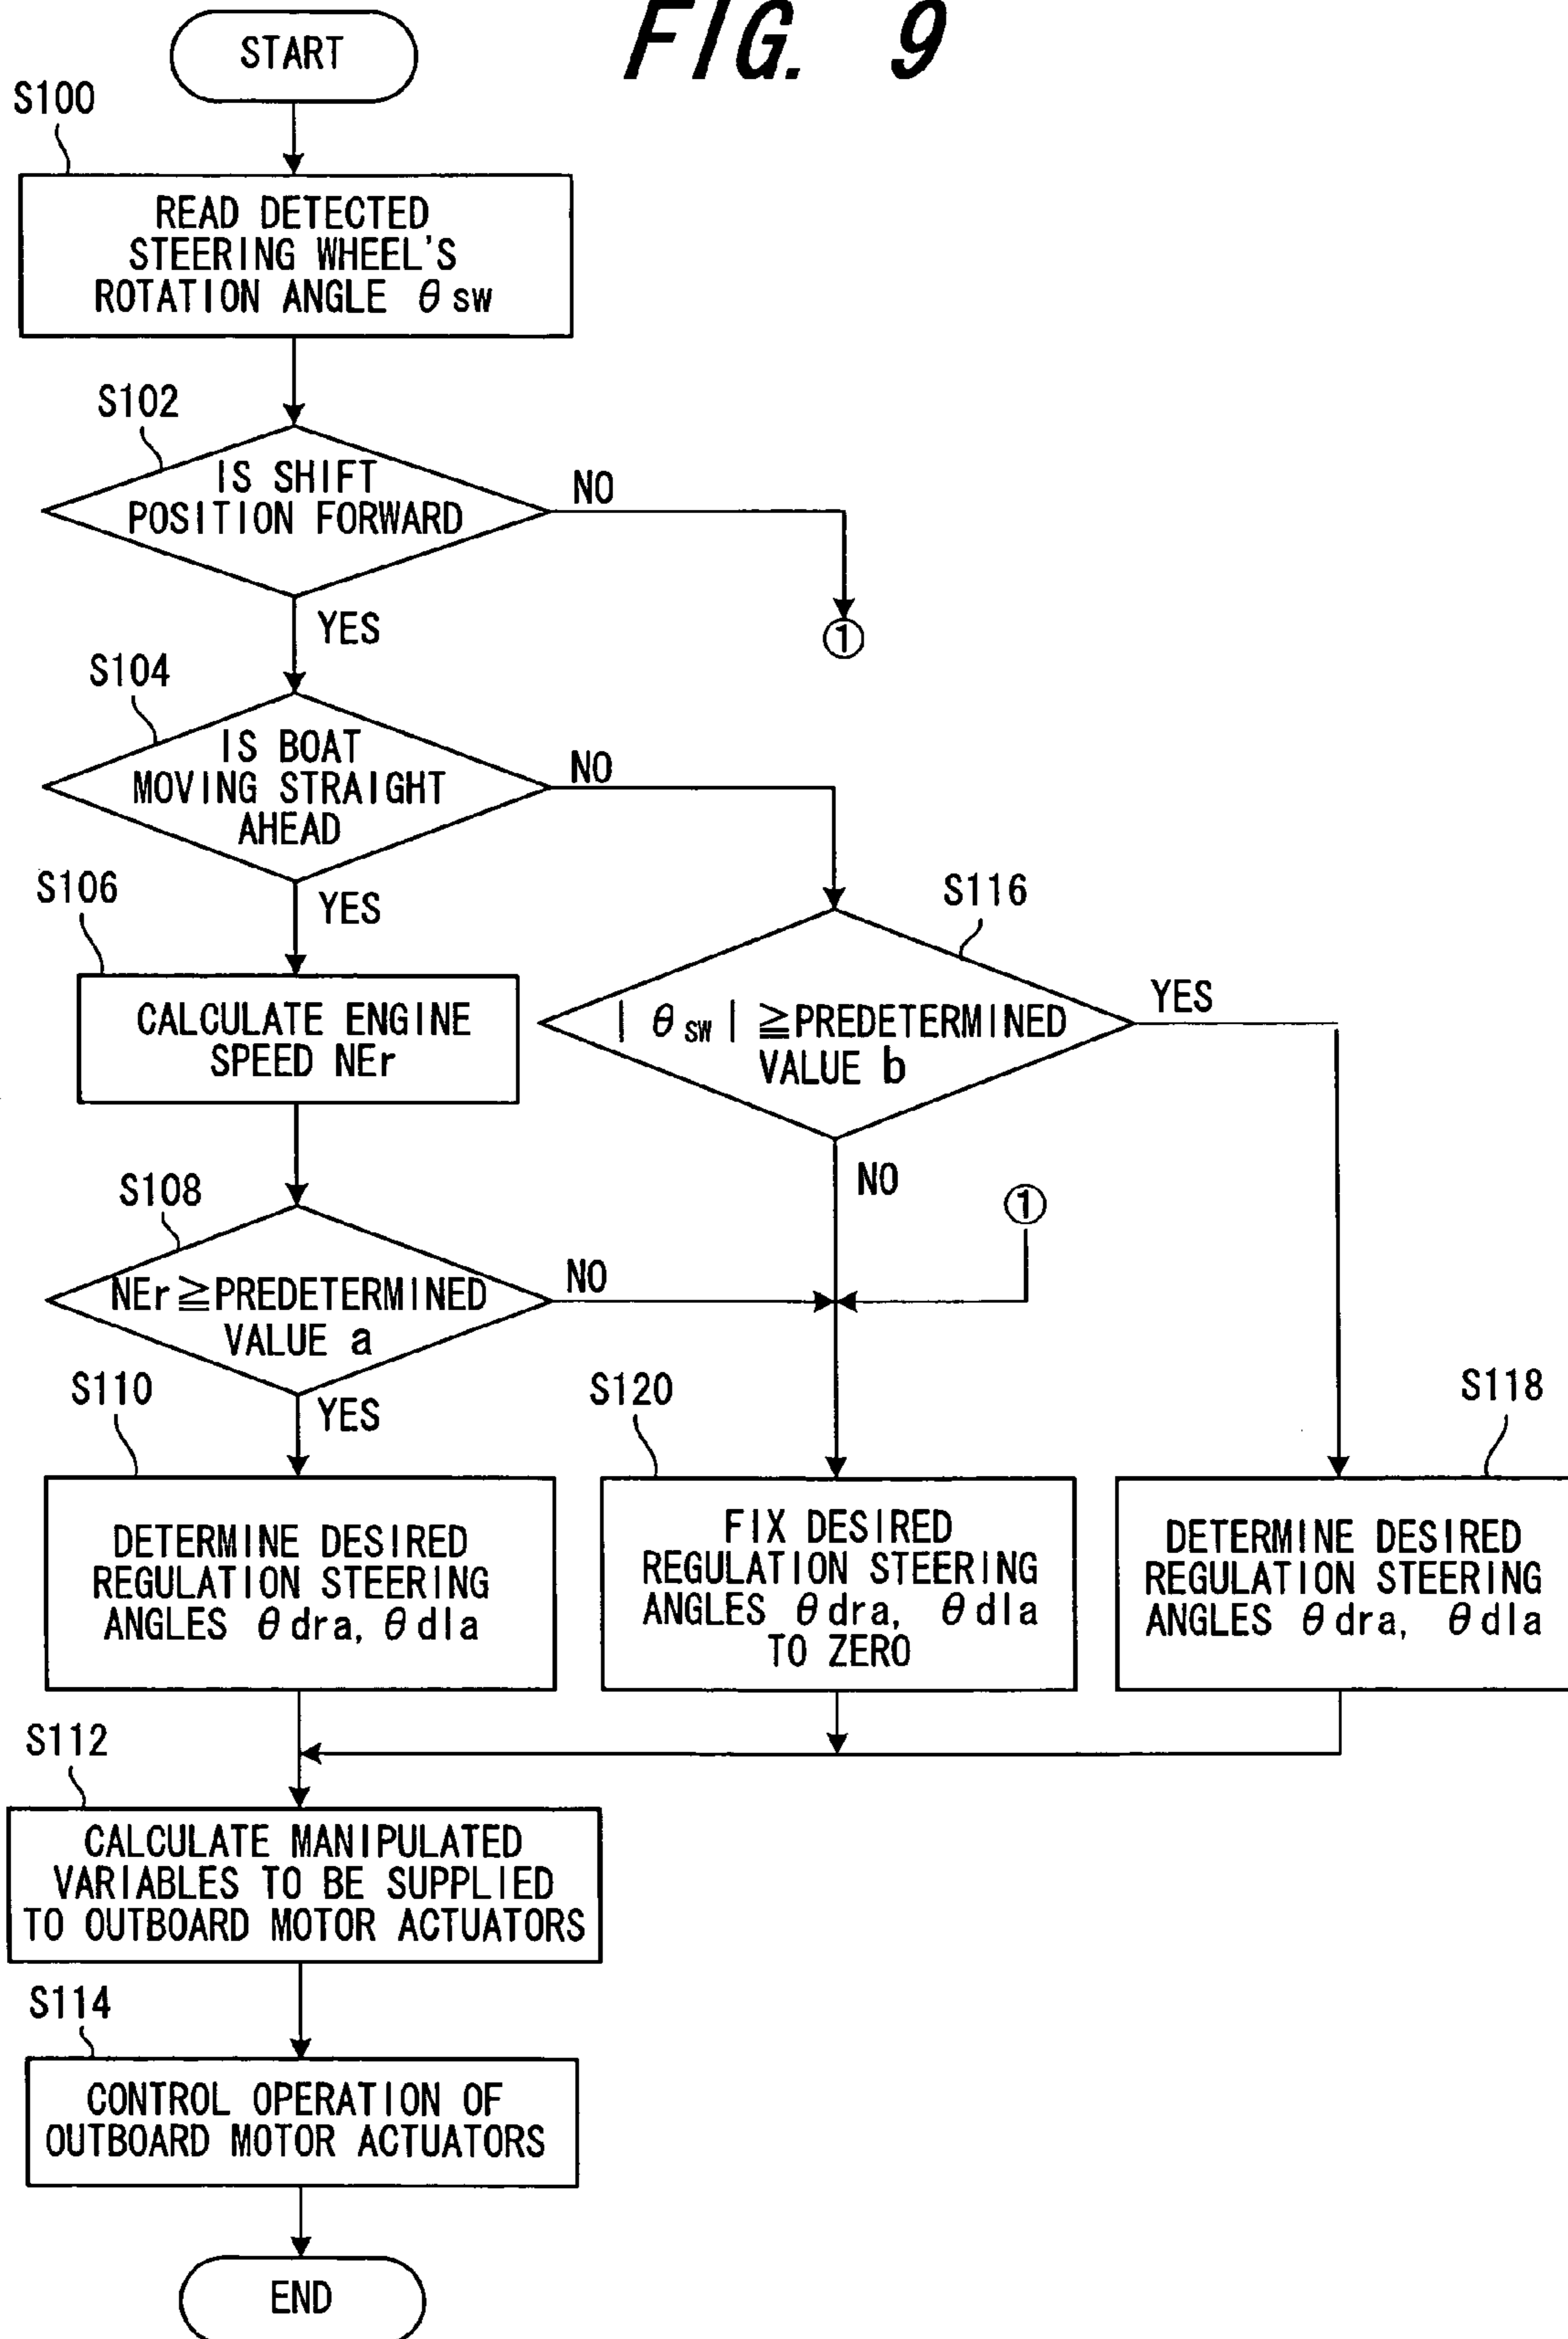 FIG. 9
START
S100
READ DETECTED
STEERING WHEEL'S
ROTATION ANGLE θsw
S102
IS SHIFT
POSITION FORWARD
NO
①
YES
S104
IS BOAT
MOVING STRAIGHT
AHEAD
NO
YES
S106
CALCULATE ENGINE
SPEED NEr
S116
| θsw | ≧PREDETERMINED
VALUE b
YES
NO
①
S108
NEr≧PREDETERMINED
VALUE a
NO
YES
S110
DETERMINE DESIRED
REGULATION STEERING
ANGLES θdra, θdla
S120
FIX DESIRED
REGULATION STEERING
ANGLES θdra, θdla
TO ZERO
S118
DETERMINE DESIRED
REGULATION STEERING
ANGLES θdra, θdla
S112
CALCULATE MANIPULATED
VARIABLES TO BE SUPPLIED
TO OUTBOARD MOTOR ACTUATORS
S114
CONTROL OPERATION OF
OUTBOARD MOTOR ACTUATORS
END